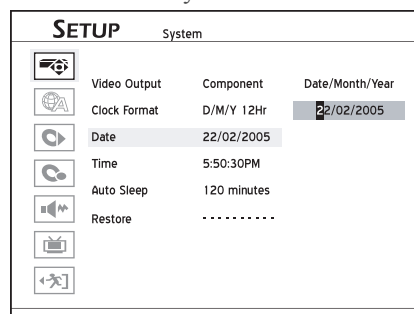 SETUP System
Video Output Component Date/Month/Year
Clock Format D/M/Y 12Hr 22/02/2005
Date 22/02/2005
Time 5:50:30PM
Auto Sleep 120 minutes
Restore - - - - - - - - - -
A